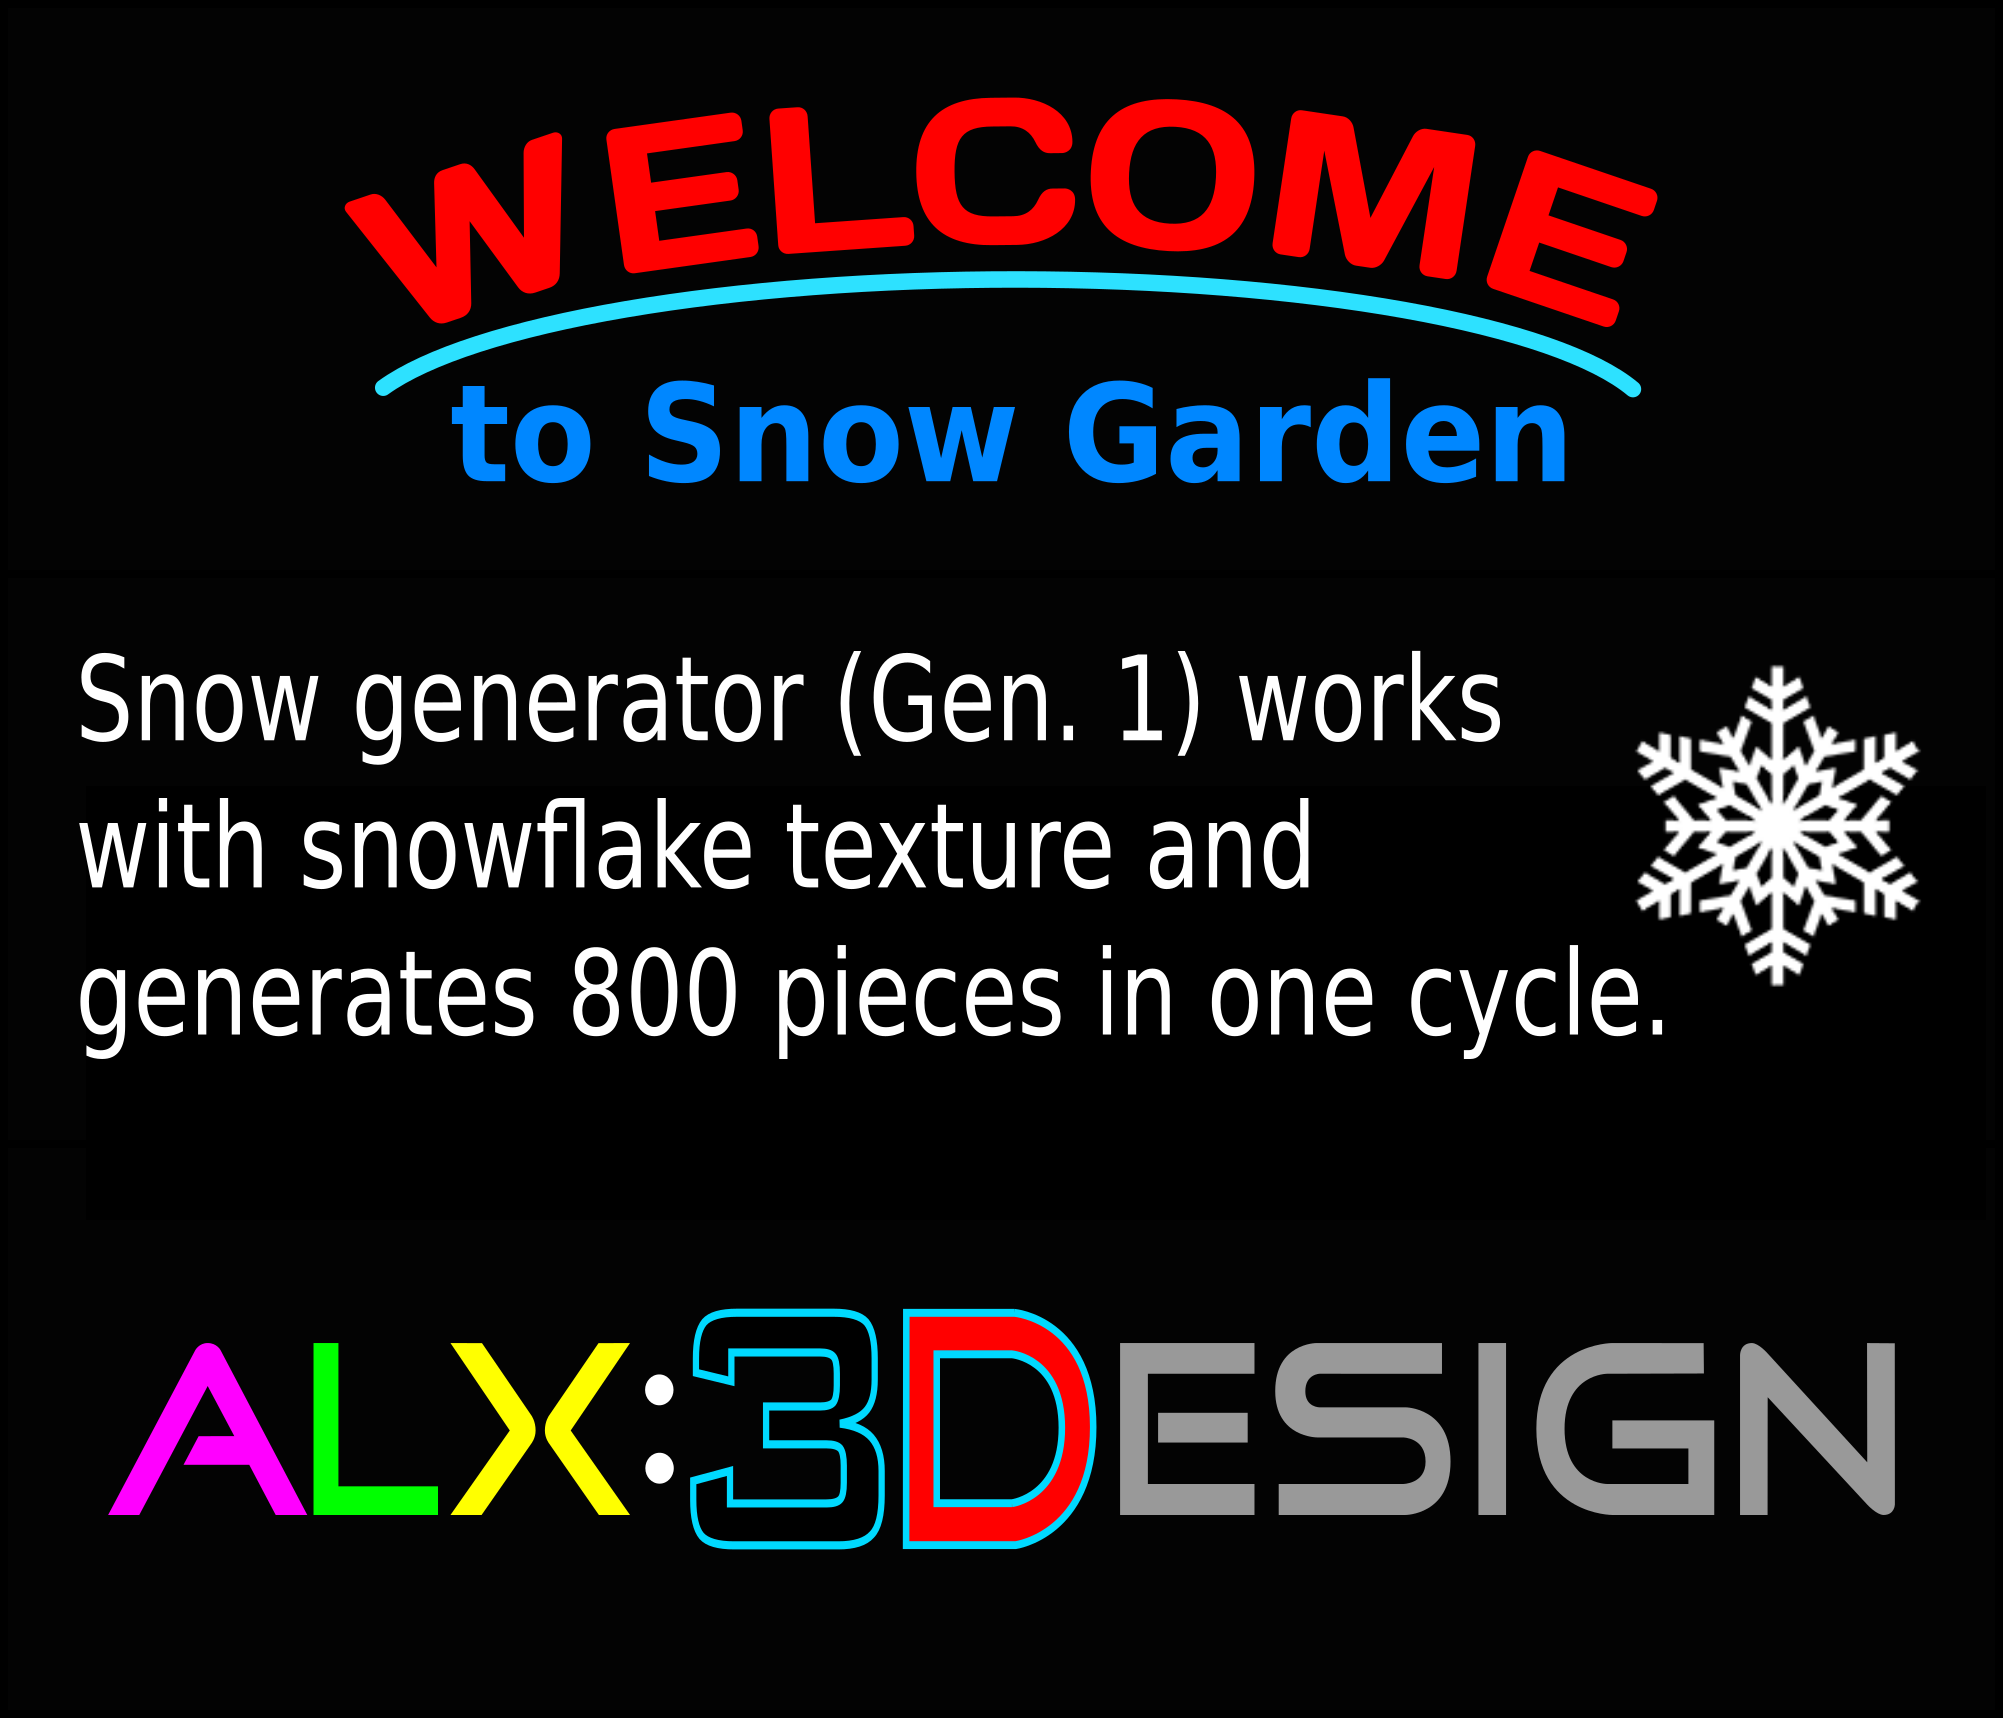 WELCOME
to Snow Garden
Snow generator (Gen. 1) works
with snowflake texture and
generates 800 pieces in one cycle.
ALX:3DESIGN